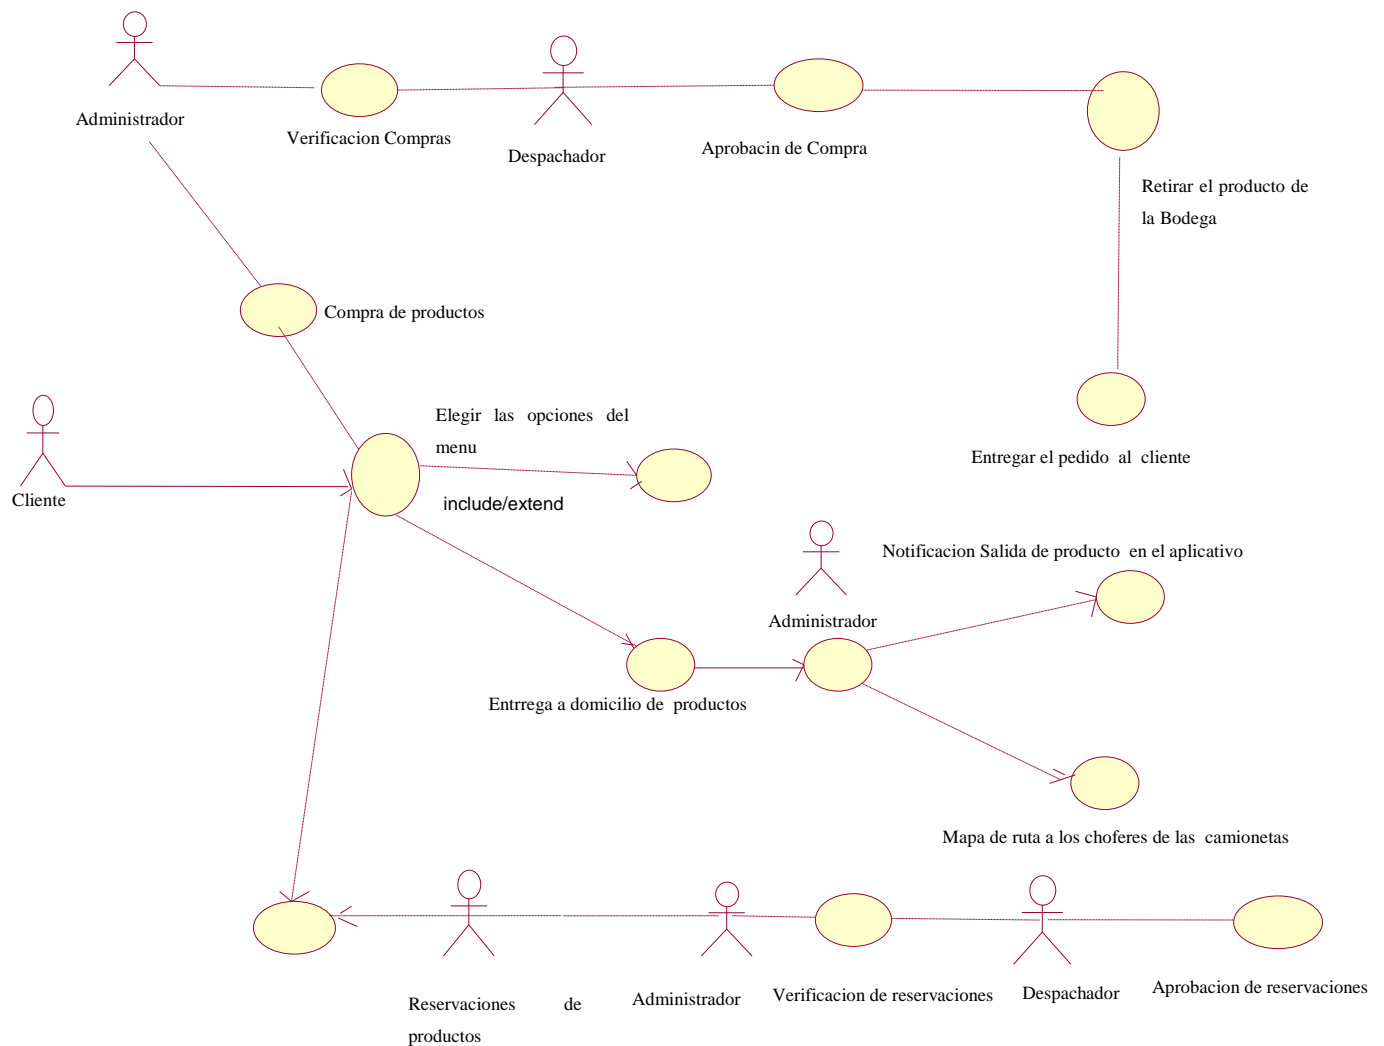 Administrador
Verificacion Compras
Despachador
Aprobacin de Compra
Retirar el producto de
la Bodega
Compra de productos
Elegir las opciones del
menu
Entregar el pedido al cliente
Cliente
include/extend
Notificacion Salida de producto en el aplicativo
Administrador
Entrrega a domicilio de productos
Mapa de ruta a los choferes de las camionetas
Reservaciones de
productos
Administrador
Verificacion de reservaciones
Despachador
Aprobacion de reservaciones